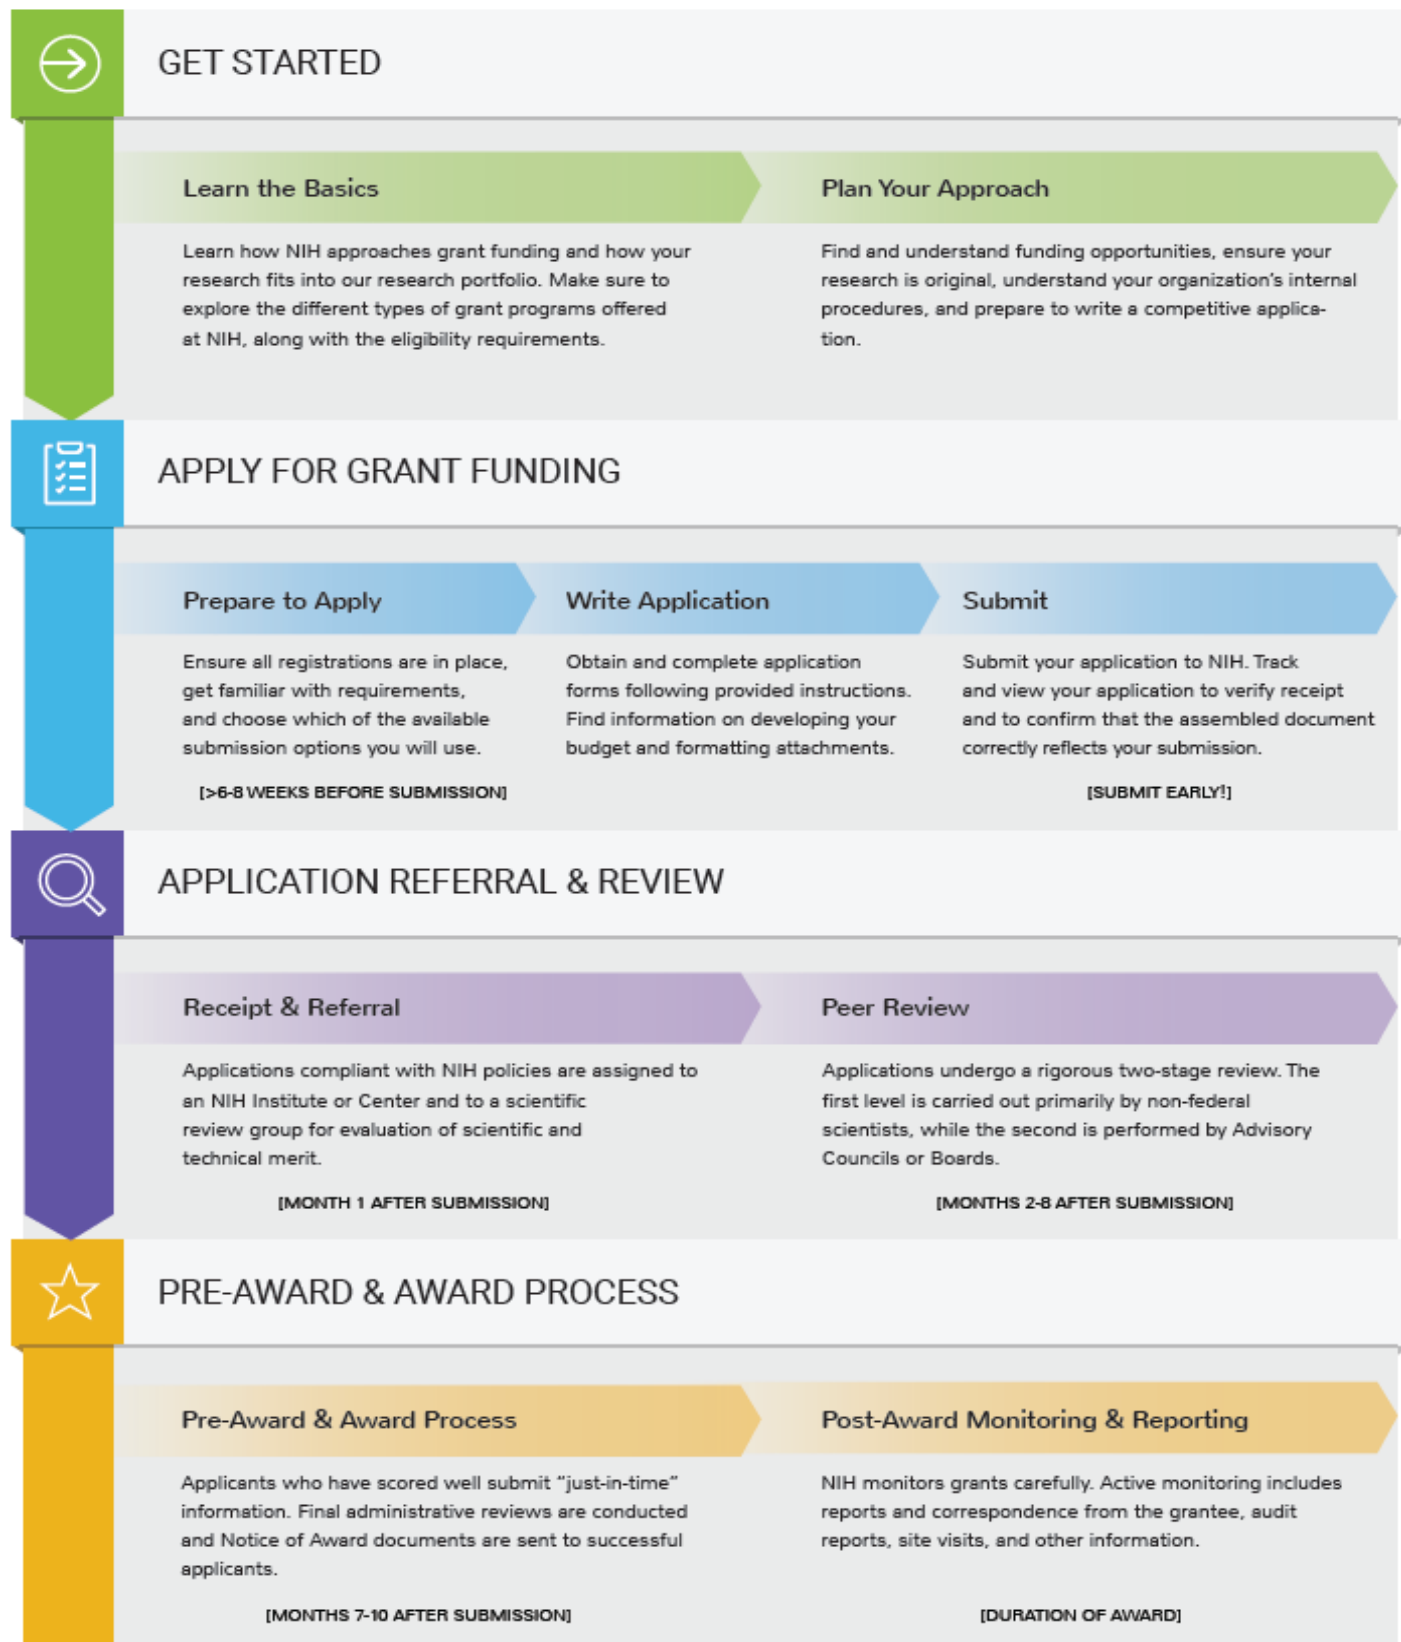 GET STARTED
Learn the Basics
Learn how NIH approaches grant funding and how your
research fits into our research portfolio. Make sure to
explore the different types of grant programs offered
at NIH, along with the eligibility requirements.
Plan Your Approach
Find and understand funding opportunities, ensure your
research is original, understand your organization's internal
procedures, and prepare to write a competitive applica-
tion.
APPLY FOR GRANT FUNDING
Prepare to Apply
Ensure all registrations are in place,
get familiar with requirements,
and choose which of the available
submission options you will use.
[>6-8 WEEKS BEFORE SUBMISSION]
Write Application
Obtain and complete application
forms following provided instructions.
Find information on developing your
budget and formatting attachments.
Submit
Submit your application to NIH. Track
and view your application to verify receipt
and to confirm that the assembled document
correctly reflects your submission.
[SUBMIT EARLY!]
APPLICATION REFERRAL & REVIEW
Receipt & Referral
Applications compliant with NIH policies are assigned to
an NIH Institute or Center and to a scientific
review group for evaluation of scientific and
technical merit.
[MONTH 1 AFTER SUBMISSION]
Peer Review
Applications undergo a rigorous two-stage review. The
first level is carried out primarily by non-federal
scientists, while the second is performed by Advisory
Councils or Boards.
[MONTHS 2-8 AFTER SUBMISSION]
PRE-AWARD & AWARD PROCESS
Pre-Award & Award Process
Applicants who have scored well submit “just-in-time”
information. Final administrative reviews are conducted
and Notice of Award documents are sent to successful
applicants.
[MONTHS 7-10 AFTER SUBMISSION]
Post-Award Monitoring & Reporting
NIH monitors grants carefully. Active monitoring includes
reports and correspondence from the grantee, audit
reports, site visits, and other information.
[DURATION OF AWARD]